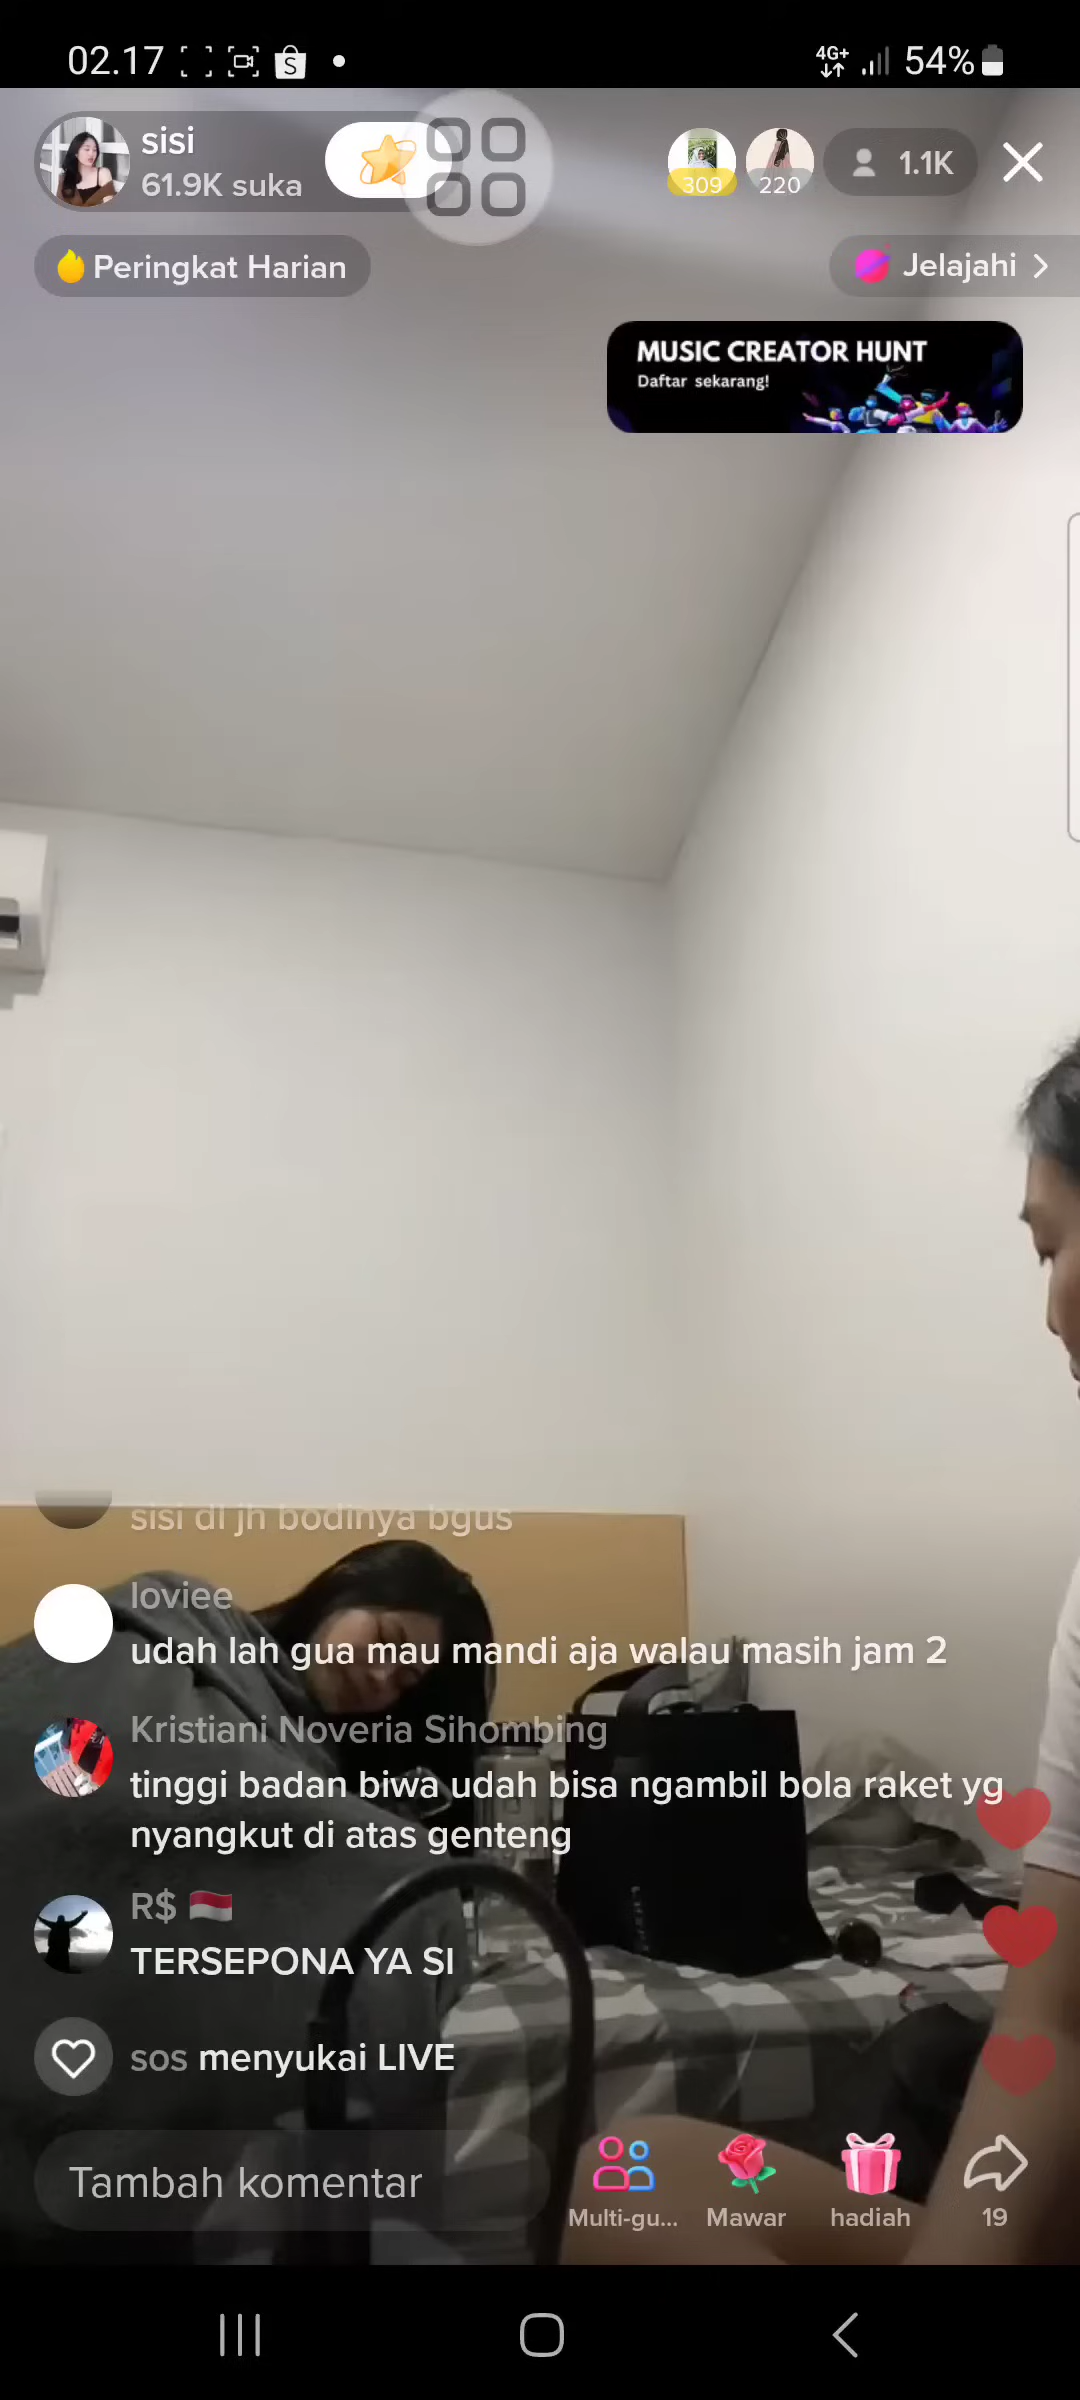 02.17
4G+
54%
sisi
61.9K suka
309
220
1.1K
Peringkat Harian
Jelajahi
MUSIC CREATOR HUNT
Daftar sekarang!
sisi dl jh bodinya bgus
loviee
udah lah gua mau mandi aja walau masih jam 2
Kristiani Noveria Sihombing
tinggi badan biwa udah bisa ngambil bola raket yg
nyangkut di atas genteng
R$ 🇮🇩
TERSEPONA YA SI
sos menyukai LIVE
Tambah komentar
Multi-gu...
Mawar
hadiah
19